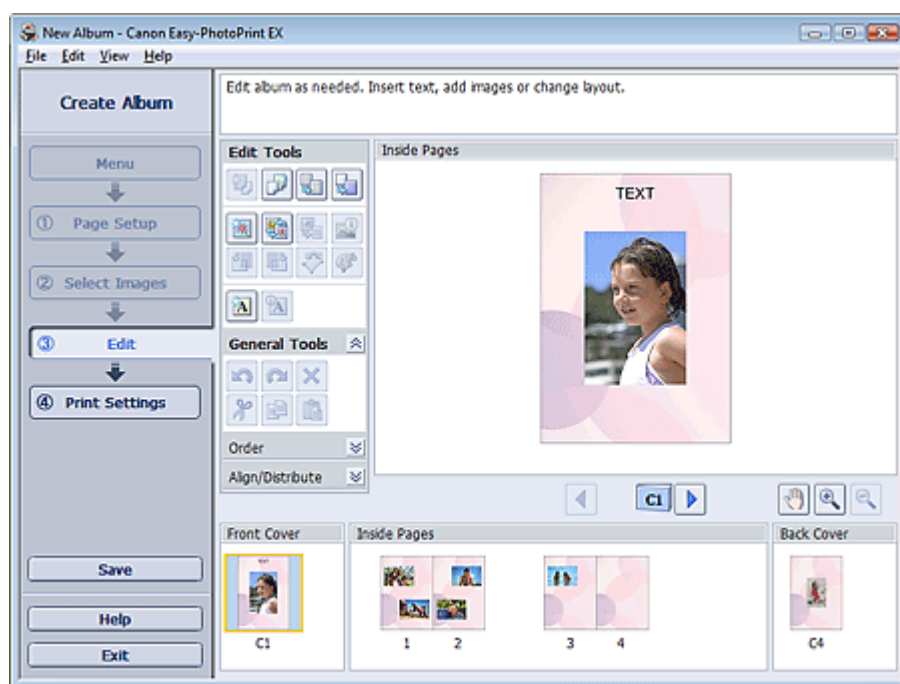 New Album - Canon Easy-PhotoPrint EX
File Edit View Help
Create Album
Menu
① Page Setup
② Select Images
③ Edit
④ Print Settings
Save
Help
Exit
Edit album as needed. Insert text, add images or change layout.
Edit Tools
General Tools
Order
Align/Distribute
Inside Pages
TEXT
C1
Front Cover
TEXT
C1
Inside Pages
1 2 3 4
Back Cover
C4